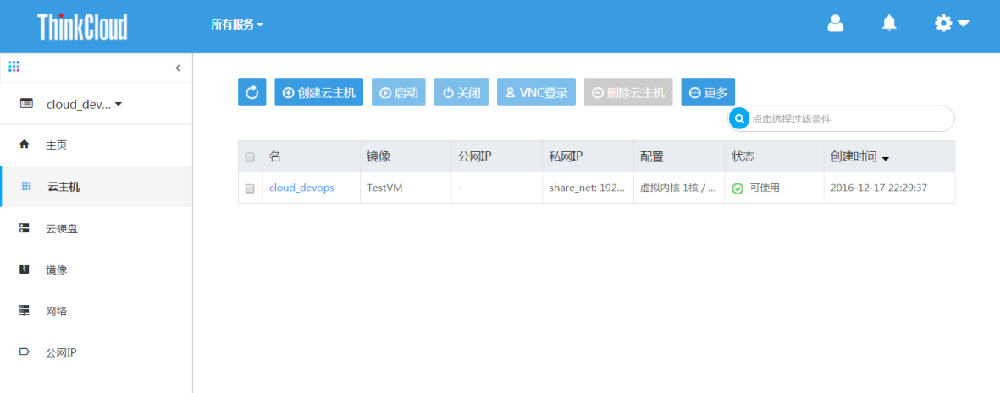 ThinkCloud
所有服务
cloud_dev...
主页
云主机
云硬盘
镜像
网络
公网IP
创建云主机 启动 关闭 VNC登录 删除云主机 更多
点击选择过滤条件
名 镜像 公网IP 私网IP 配置 状态 创建时间
cloud_devops TestVM - share_net: 192... 虚拟内核 1核 / ... 可使用 2016-12-17 22:29:37